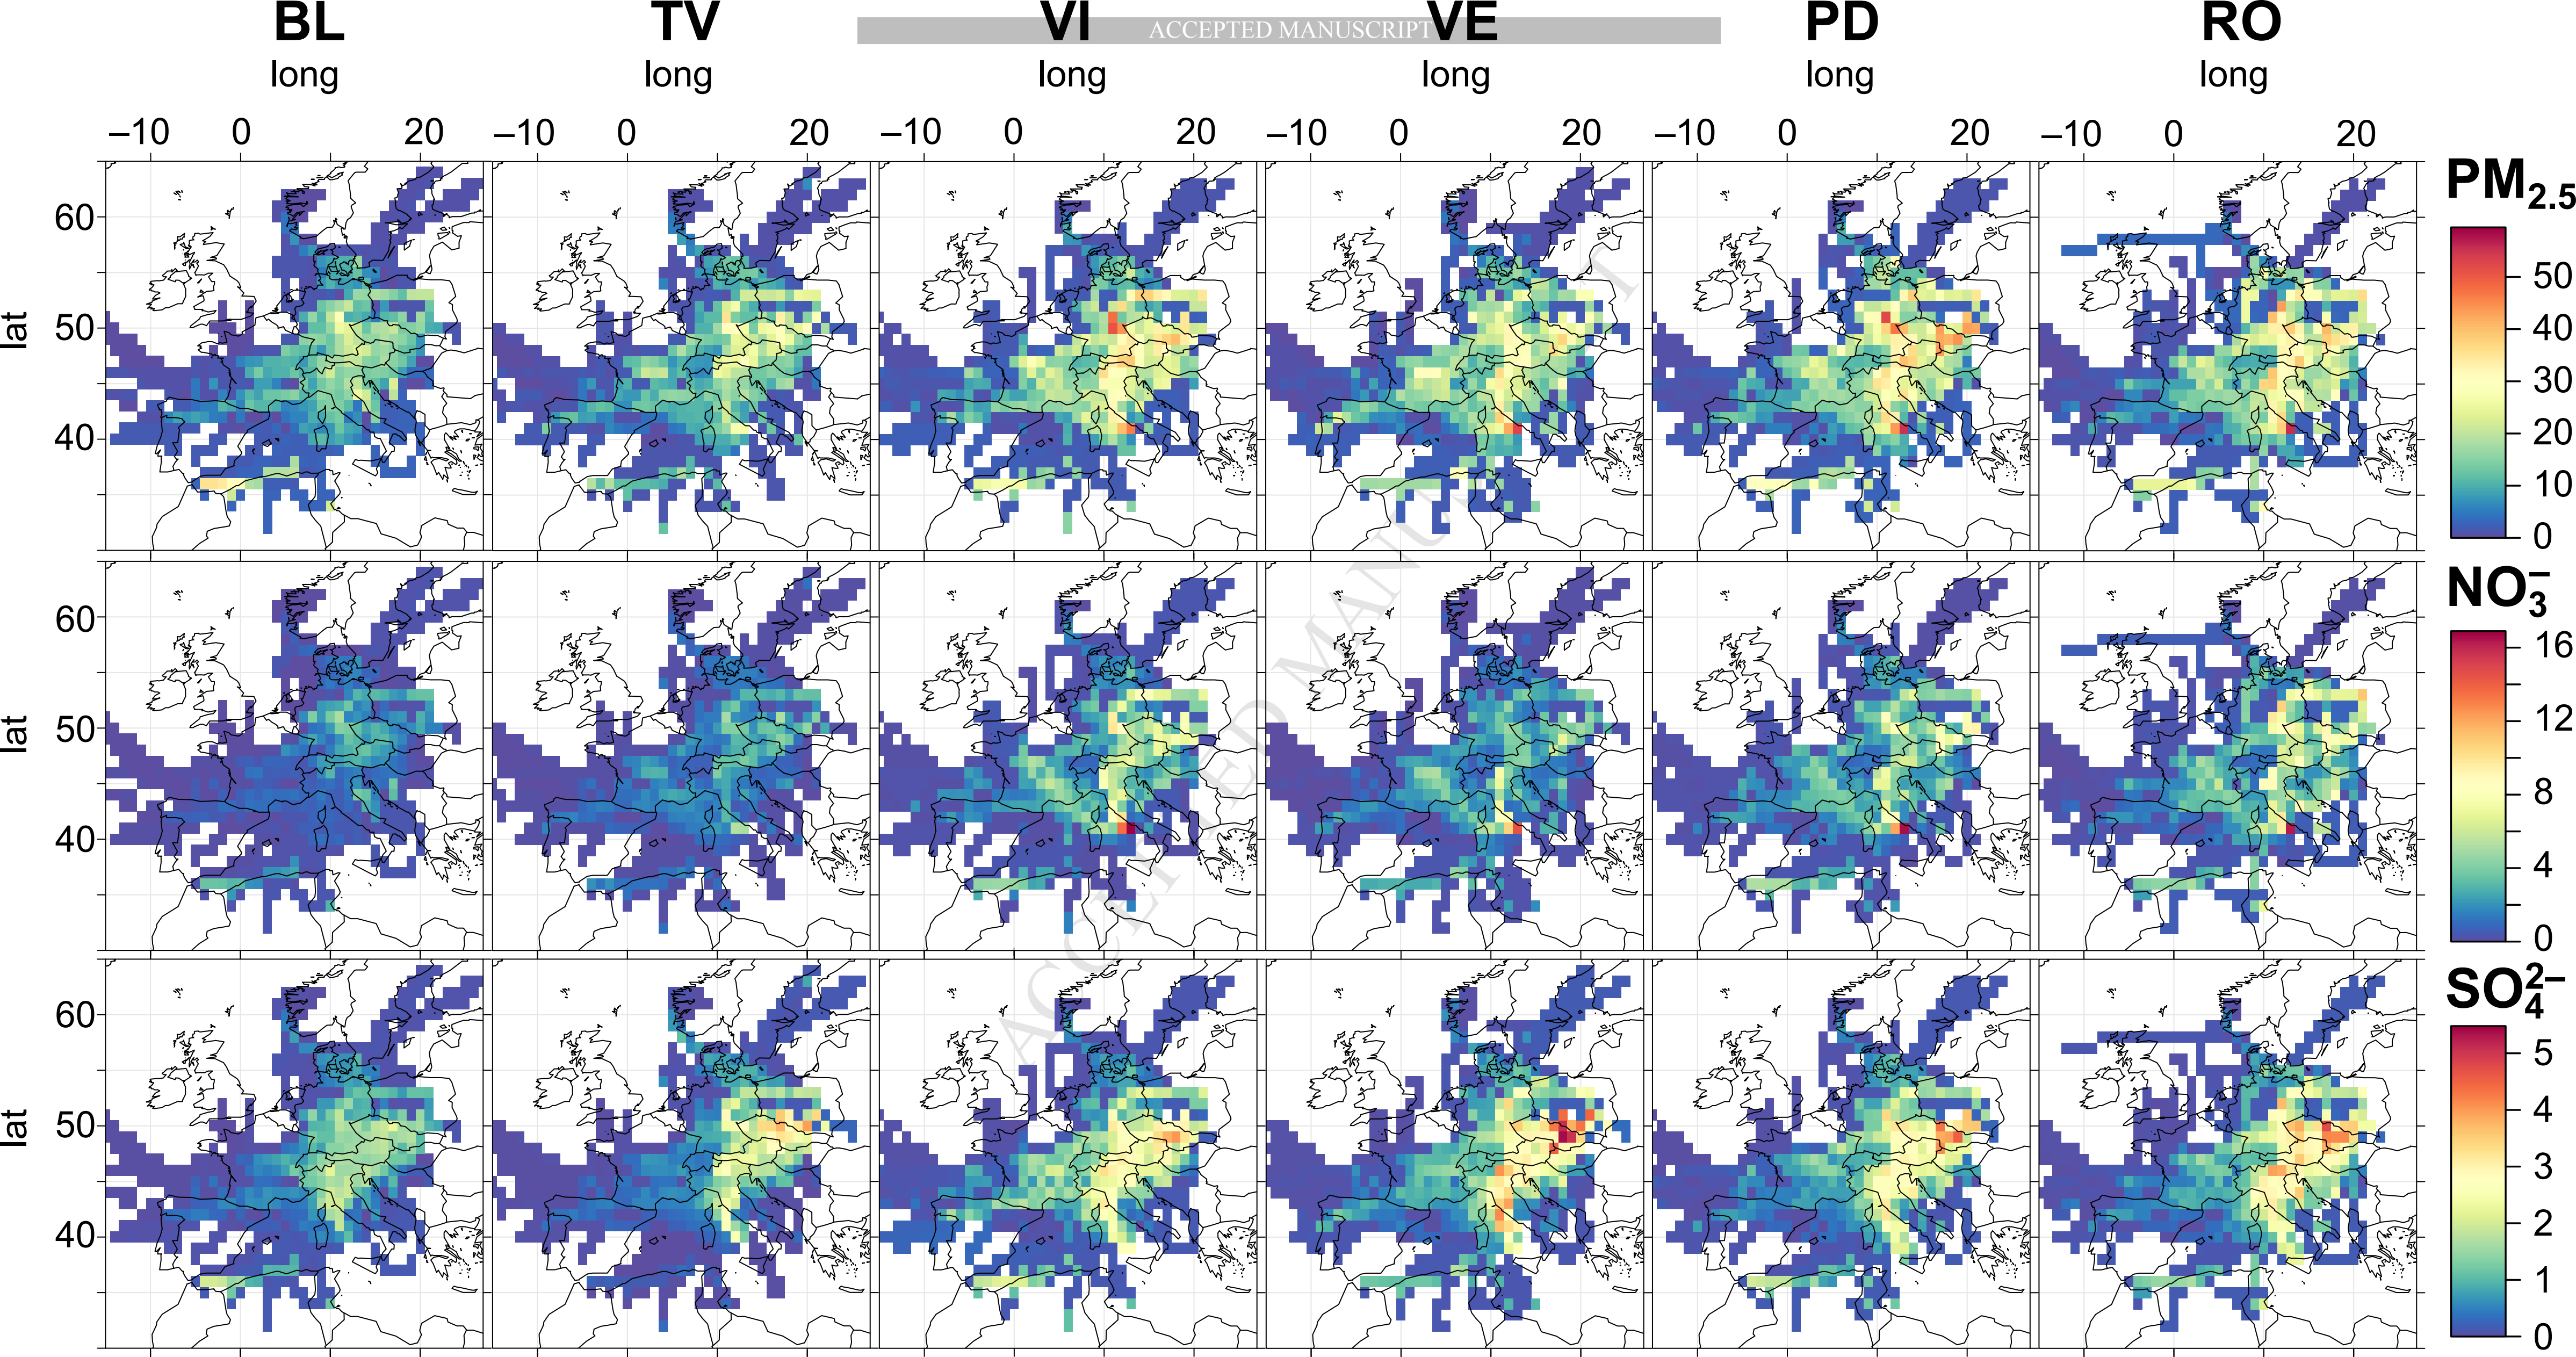 BL TV VI VE PD RO
ACCEPTED MANUSCRIPT
long long long long long long
−10 0 20 −10 0 20 −10 0 20 −10 0 20 −10 0 20 −10 0 20
lat
60
50
40
PM2.5
50
40
30
20
10
0
lat
60
50
40
NO3−
16
12
8
4
0
lat
60
50
40
SO42−
5
4
3
2
1
0
ACCEPTED MANUSCRIPT